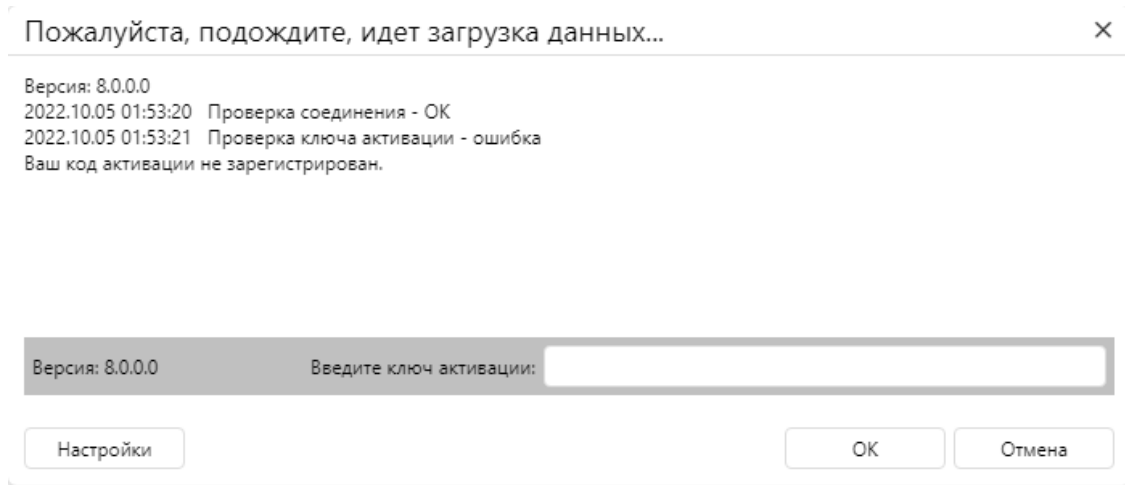 Пожалуйста, подождите, идет загрузка данных...
Версия: 8.0.0.0
2022.10.05 01:53:20 Проверка соединения - ОК
2022.10.05 01:53:21 Проверка ключа активации - ошибка
Ваш код активации не зарегистрирован.
Версия: 8.0.0.0 Введите ключ активации:
Настройки ОК Отмена